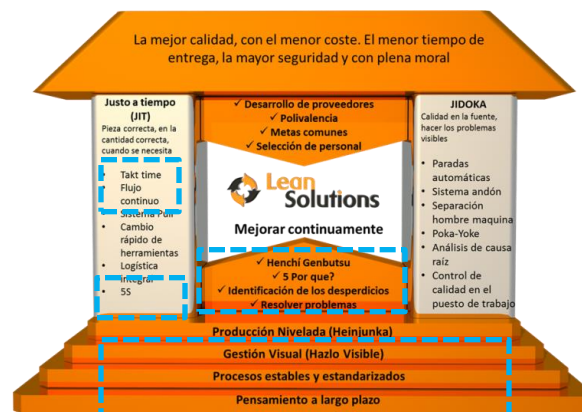 La mejor calidad, con el menor coste. El menor tiempo de
entrega, la mayor seguridad y con plena moral
Justo a tiempo
(JIT)
Pieza correcta, en la
cantidad correcta,
cuando se necesita
• Takt time
• Flujo
continuo
• Sistema Pull
• Cambio
rápido de
herramientas
• Logística
integral
• 5S
✓ Desarrollo de proveedores
✓ Polivalencia
✓ Metas comunes
✓ Selección de personal
Lean
Solutions
Mejorar continuamente
✓ Henchí Genbutsu
✓ 5 Por que?
✓ Identificación de los desperdicios
✓ Resolver problemas
JIDOKA
Calidad en la fuente,
hacer los problemas
visibles
• Paradas
automáticas
• Sistema andón
• Separación
hombre maquina
• Poka-Yoke
• Análisis de causa
raíz
• Control de
calidad en el
puesto de trabajo
Producción Nivelada (Heinjunka)
Gestión Visual (Hazlo Visible)
Procesos estables y estandarizados
Pensamiento a largo plazo